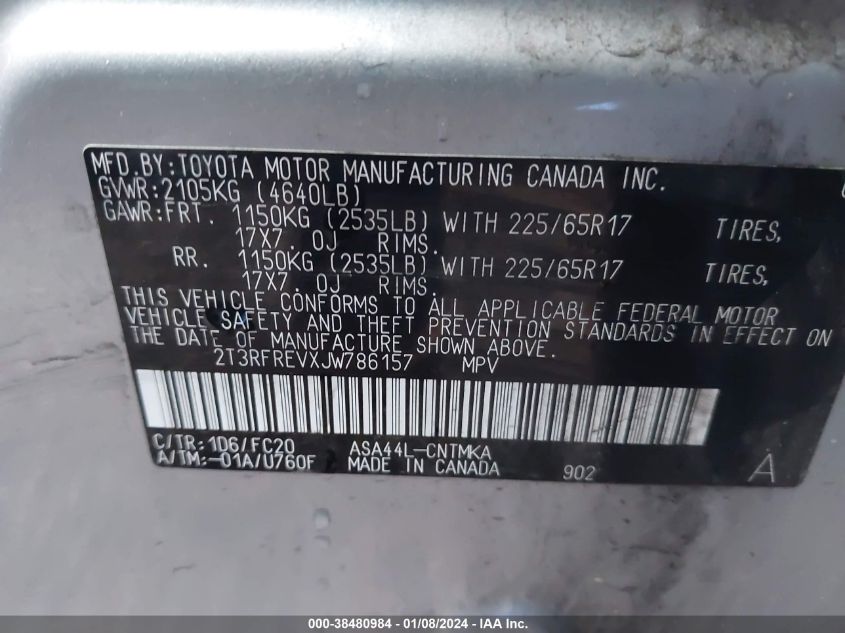 MFD.BY:TOYOTA MOTOR MANUFACTURING CANADA INC.
GVWR:2105KG (4640LB)
GAWR:FRT. 1150KG (2535LB) WITH 225/65R17 TIRES,
17X7.0J RIMS.
RR. 1150KG (2535LB) WITH 225/65R17 TIRES,
17X7.0J RIMS.
THIS VEHICLE CONFORMS TO ALL APPLICABLE FEDERAL MOTOR
VEHICLE SAFETY AND THEFT PREVENTION STANDARDS IN EFFECT ON
THE DATE OF MANUFACTURE SHOWN ABOVE.
2T3RFREVXJW786157 MPV
C/TR:1D6/FC20 ASA44L-CNTMKA
A/TM:-01A/U760F MADE IN CANADA 902 A
000-38480984 - 01/08/2024 - IAA Inc.